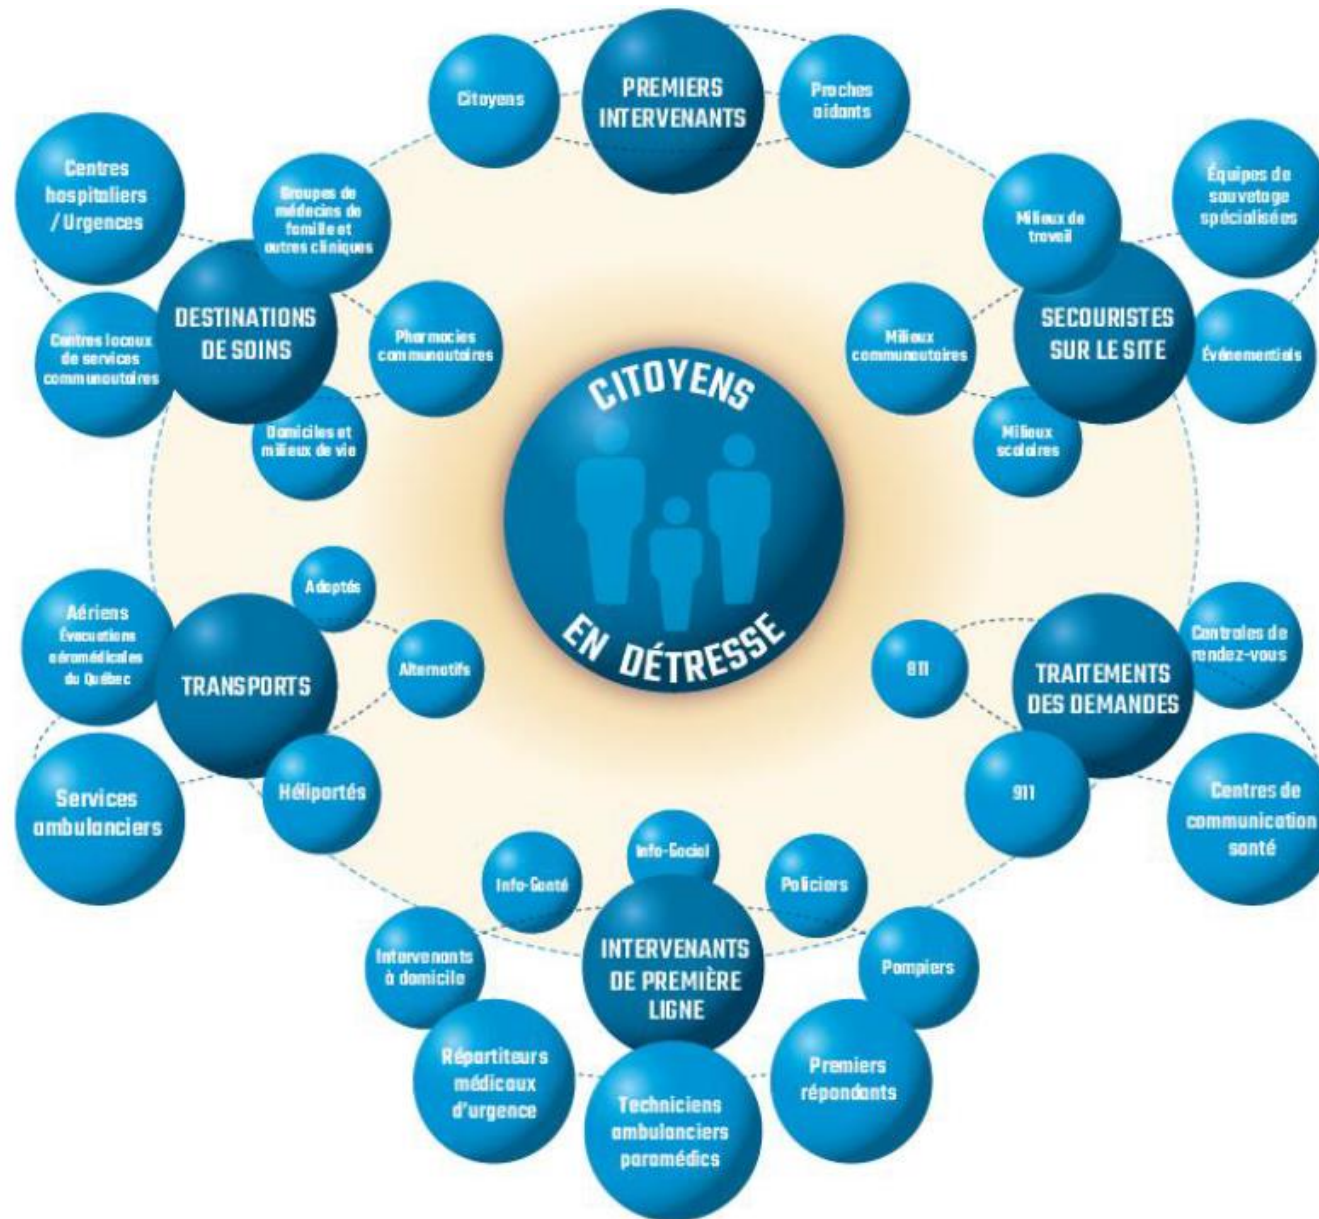 Citoyens
PREMIERS
INTERVENANTS
Proches
aidants
Centres
hospitaliers
/ Urgences
Groupes de
médecins de
famille et
autres cliniques
DESTINATIONS
DE SOINS
Centres locaux
de services
communautaires
Pharmacies
communautaires
Domiciles et
milieux de vie
Milieux de
travail
Équipes de
sauvetage
spécialisées
SECOURISTES
SUR LE SITE
Milieux
communautaires
Événementiels
Milieux
scolaires
CITOYENS
EN DÉTRESSE
Adaptés
Aériens
Évacuations
aéromédicales
du Québec
TRANSPORTS
Alternatifs
Services
ambulanciers
Héliportés
811
TRAITEMENTS
DES DEMANDES
Centrales de
rendez-vous
911
Centres de
communication
santé
Info-Santé
Info-Social
Policiers
Intervenants
à domicile
INTERVENANTS
DE PREMIÈRE
LIGNE
Pompiers
Répartiteurs
médicaux
d'urgence
Techniciens
ambulanciers
paramédics
Premiers
répondants